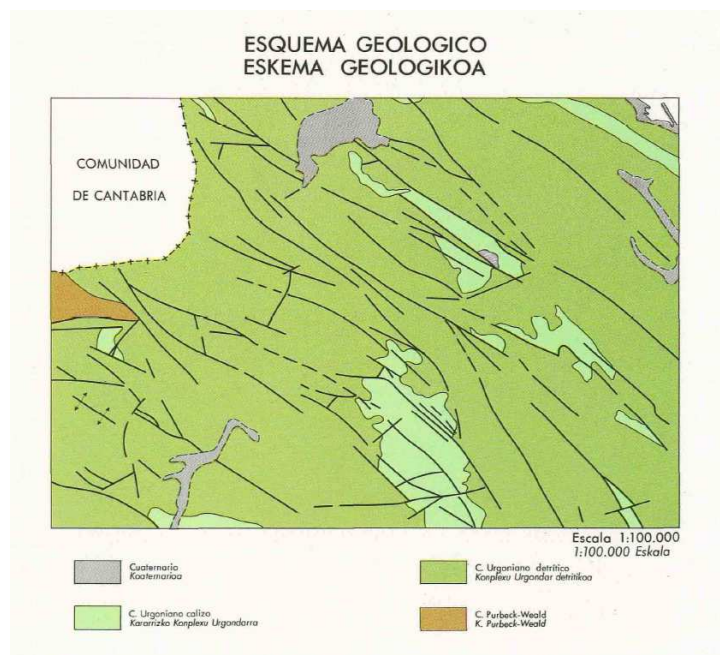 ESQUEMA GEOLOGICO
ESKEMA GEOLOGIKOA
COMUNIDAD
DE CANTABRIA
Escala 1:100.000
1:100.000 Eskala
Cuaternario
Koaternarioa
C. Urgoniano calizo
Kararrizko Konplexu Urgondarra
C. Urgoniano detrítico
Konplexu Urgondar detritikoa
C. Purbeck-Weald
K. Purbeck-Weald